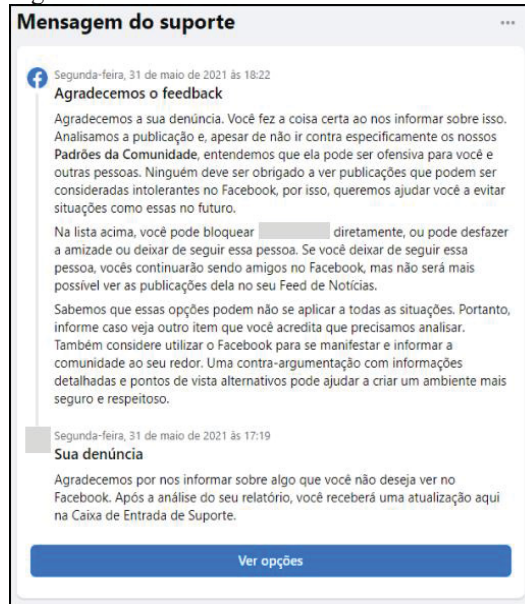 Mensagem do suporte
...
Segunda-feira, 31 de maio de 2021 às 18:22
Agradecemos o feedback
Agradecemos a sua denúncia. Você fez a coisa certa ao nos informar sobre isso.
Analisamos a publicação e, apesar de não ir contra especificamente os nossos
Padrões da Comunidade, entendemos que ela pode ser ofensiva para você e
outras pessoas. Ninguém deve ser obrigado a ver publicações que podem ser
consideradas intolerantes no Facebook, por isso, queremos ajudar você a evitar
situações como essas no futuro.
Na lista acima, você pode bloquear diretamente, ou pode desfazer
a amizade ou deixar de seguir essa pessoa. Se você deixar de seguir essa
pessoa, vocês continuarão sendo amigos no Facebook, mas não será mais
possível ver as publicações dela no seu Feed de Notícias.
Sabemos que essas opções podem não se aplicar a todas as situações. Portanto,
informe caso veja outro item que você acredita que precisamos analisar.
Também considere utilizar o Facebook para se manifestar e informar a
comunidade ao seu redor. Uma contra-argumentação com informações
detalhadas e pontos de vista alternativos pode ajudar a criar um ambiente mais
seguro e respeitoso.
Segunda-feira, 31 de maio de 2021 às 17:19
Sua denúncia
Agradecemos por nos informar sobre algo que você não deseja ver no
Facebook. Após a análise do seu relatório, você receberá uma atualização aqui
na Caixa de Entrada de Suporte.
Ver opções